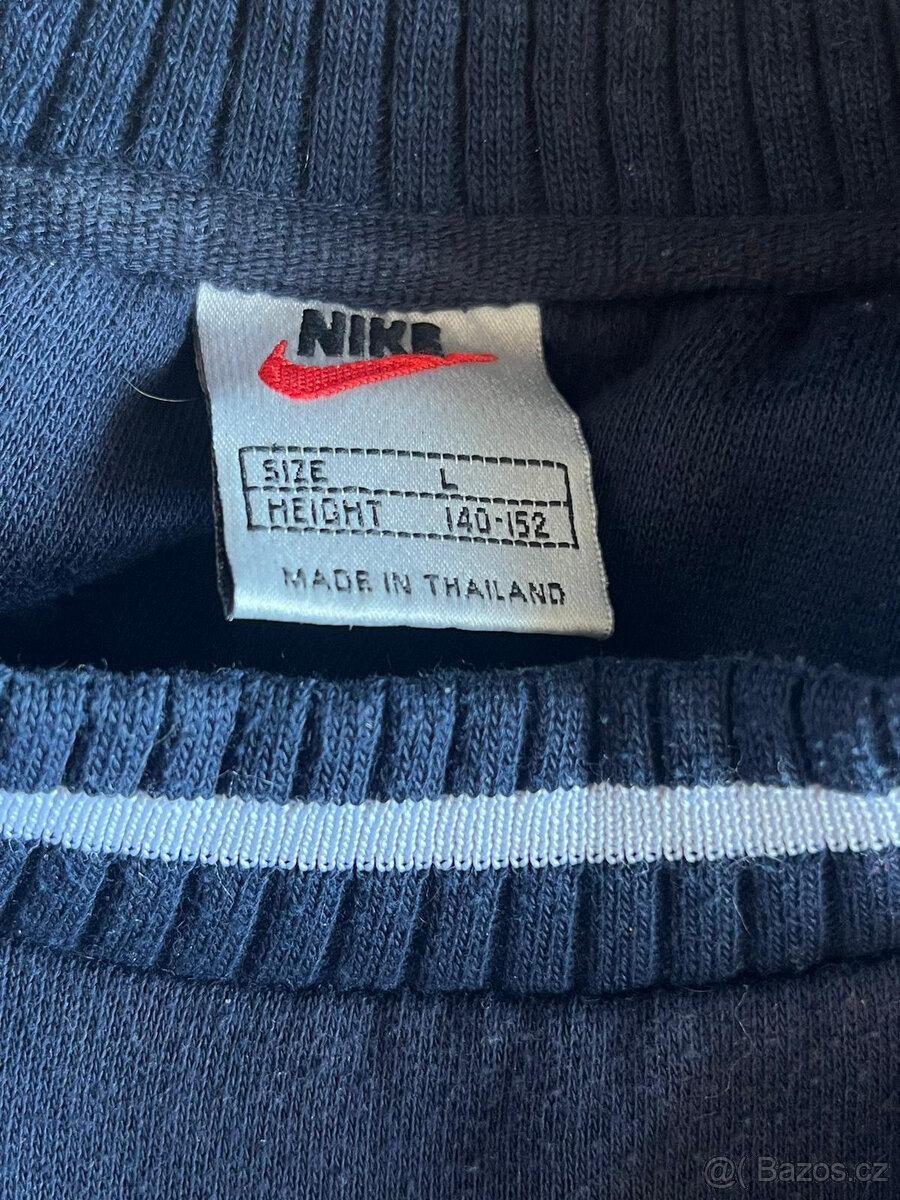 NIKE
SIZE L
HEIGHT 140-152
MADE IN THAILAND
@( Bazos.cz